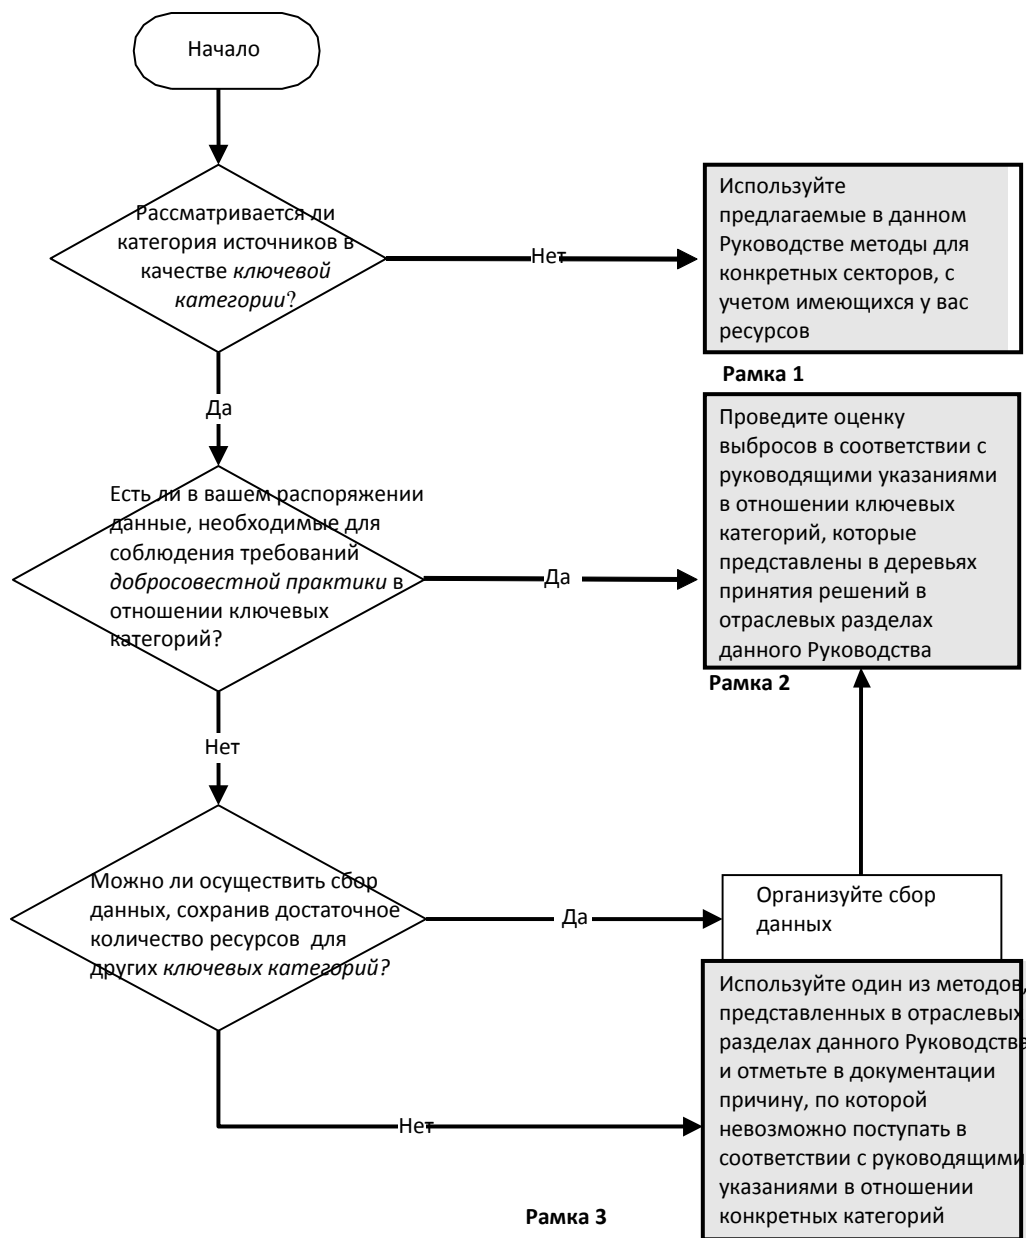 Начало
Рассматривается ли
категория источников в
качестве ключевой
категории?
Нет
Используйте
предлагаемые в данном
Руководстве методы для
конкретных секторов, с
учетом имеющихся у вас
ресурсов
Рамка 1
Да
Есть ли в вашем распоряжении
данные, необходимые для
соблюдения требований
добросовестной практики в
отношении ключевых
категорий?
Да
Проведите оценку
выбросов в соответствии с
руководящими указаниями
в отношении ключевых
категорий, которые
представлены в деревьях
принятия решений в
отраслевых разделах
данного Руководства
Рамка 2
Нет
Можно ли осуществить сбор
данных, сохранив достаточное
количество ресурсов для
других ключевых категорий?
Да
Организуйте сбор
данных
Нет
Используйте один из методов,
представленных в отраслевых
разделах данного Руководства
и отметьте в документации
причину, по которой
невозможно поступать в
соответствии с руководящими
указаниями в отношении
конкретных категорий
Рамка 3